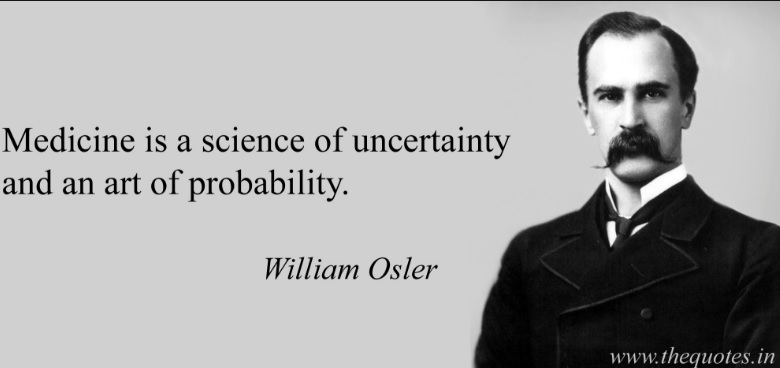 Medicine is a science of uncertainty
and an art of probability.
William Osler
www.thequotes.in